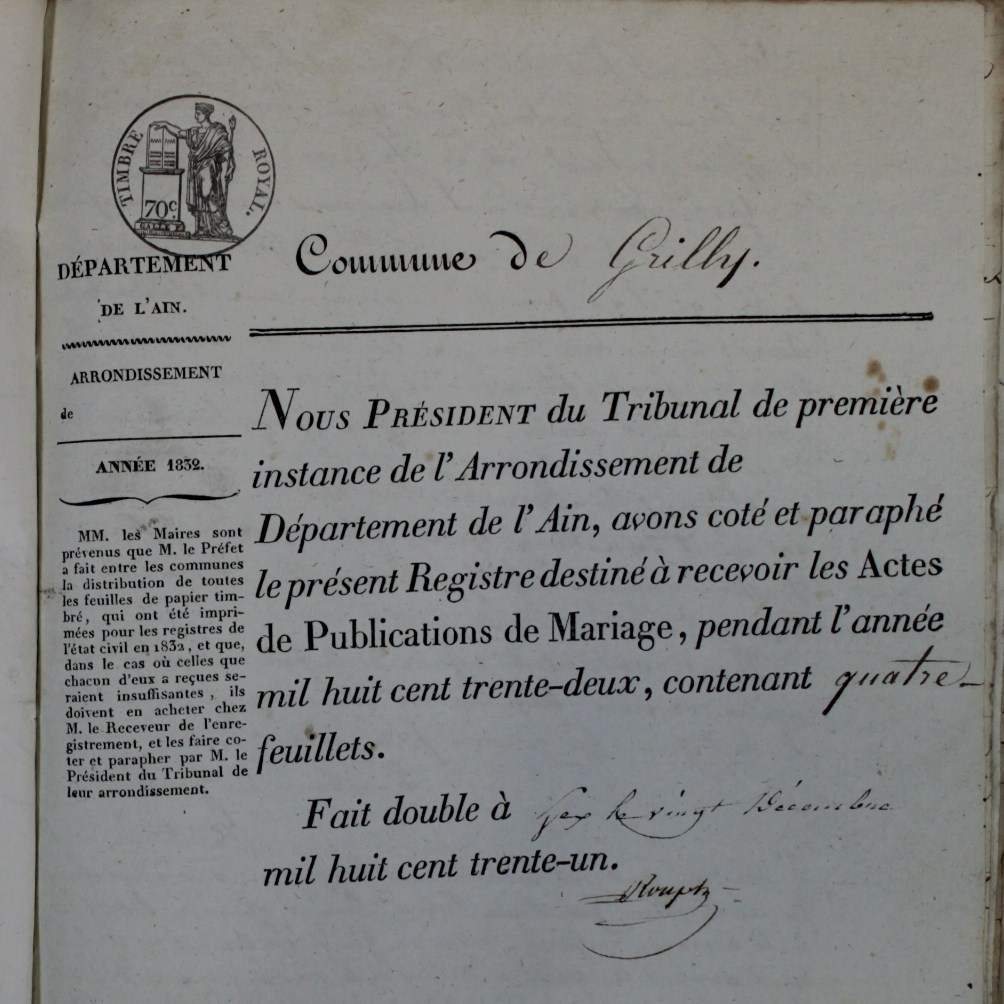 TIMBRE ROYAL.
70c
DÉPARTEMENT
DE L'AIN.
ARRONDISSEMENT
de
ANNÉE 1832.
MM. les Maires sont
prévenus que M. le Préfet
a fait entre les communes
la distribution de toutes
les feuilles de papier tim-
bré, qui ont été impri-
mées pour les registres de
l'état civil en 1832, et que,
dans le cas où celles que
chacun d'eux a reçues se-
raient insuffisantes, ils
doivent en acheter chez
M. le Receveur de l'enre-
gistrement, et les faire co-
ter et parapher par M. le
Président du Tribunal de
leur arrondissement.
Commune de Grilly.
NOUS PRÉSIDENT du Tribunal de première
instance de l'Arrondissement de
Département de l'Ain, avons coté et paraphé
le présent Registre destiné à recevoir les Actes
de Publications de Mariage, pendant l'année
mil huit cent trente-deux, contenant quatre
feuillets.
Fait double à Gex le vingt Décembre
mil huit cent trente-un.